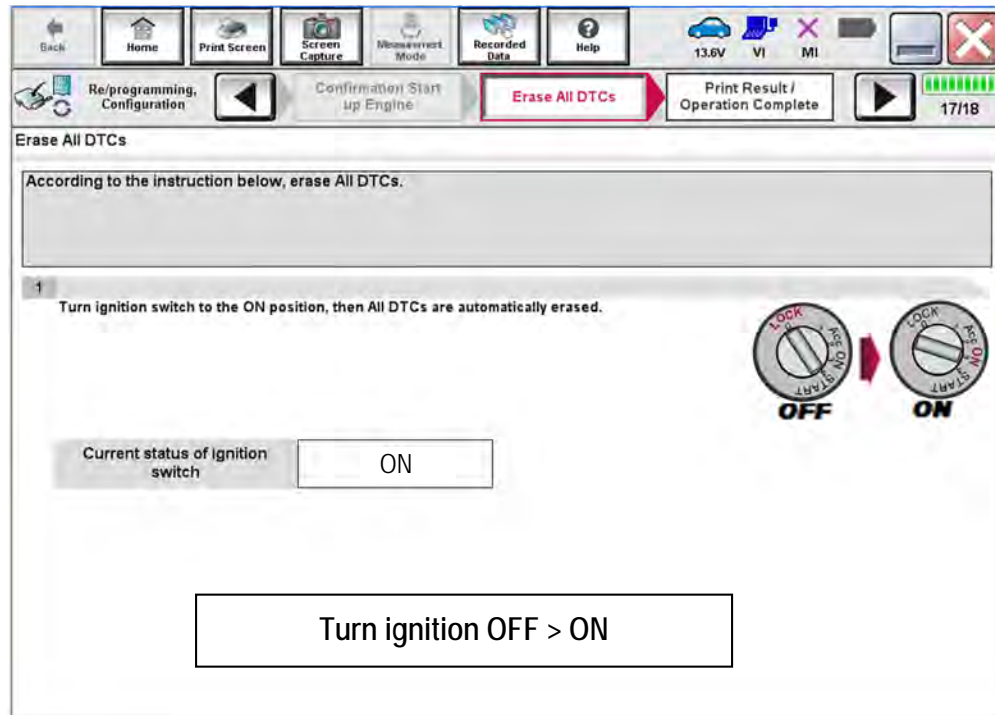 Back
Home
Print Screen
Screen
Capture
Measurement
Mode
Recorded
Data
Help
13.6V
VI
MI
Re/programming,
Configuration
Confirmation Start
up Engine
Erase All DTCs
Print Result /
Operation Complete
17/18
Erase All DTCs
According to the instruction below, erase All DTCs.
1
Turn ignition switch to the ON position, then All DTCs are automatically erased.
LOCK
0
Acc
ON
START
LOCK
0
Acc
ON
START
OFF
ON
Current status of ignition
switch
ON
Turn ignition OFF > ON